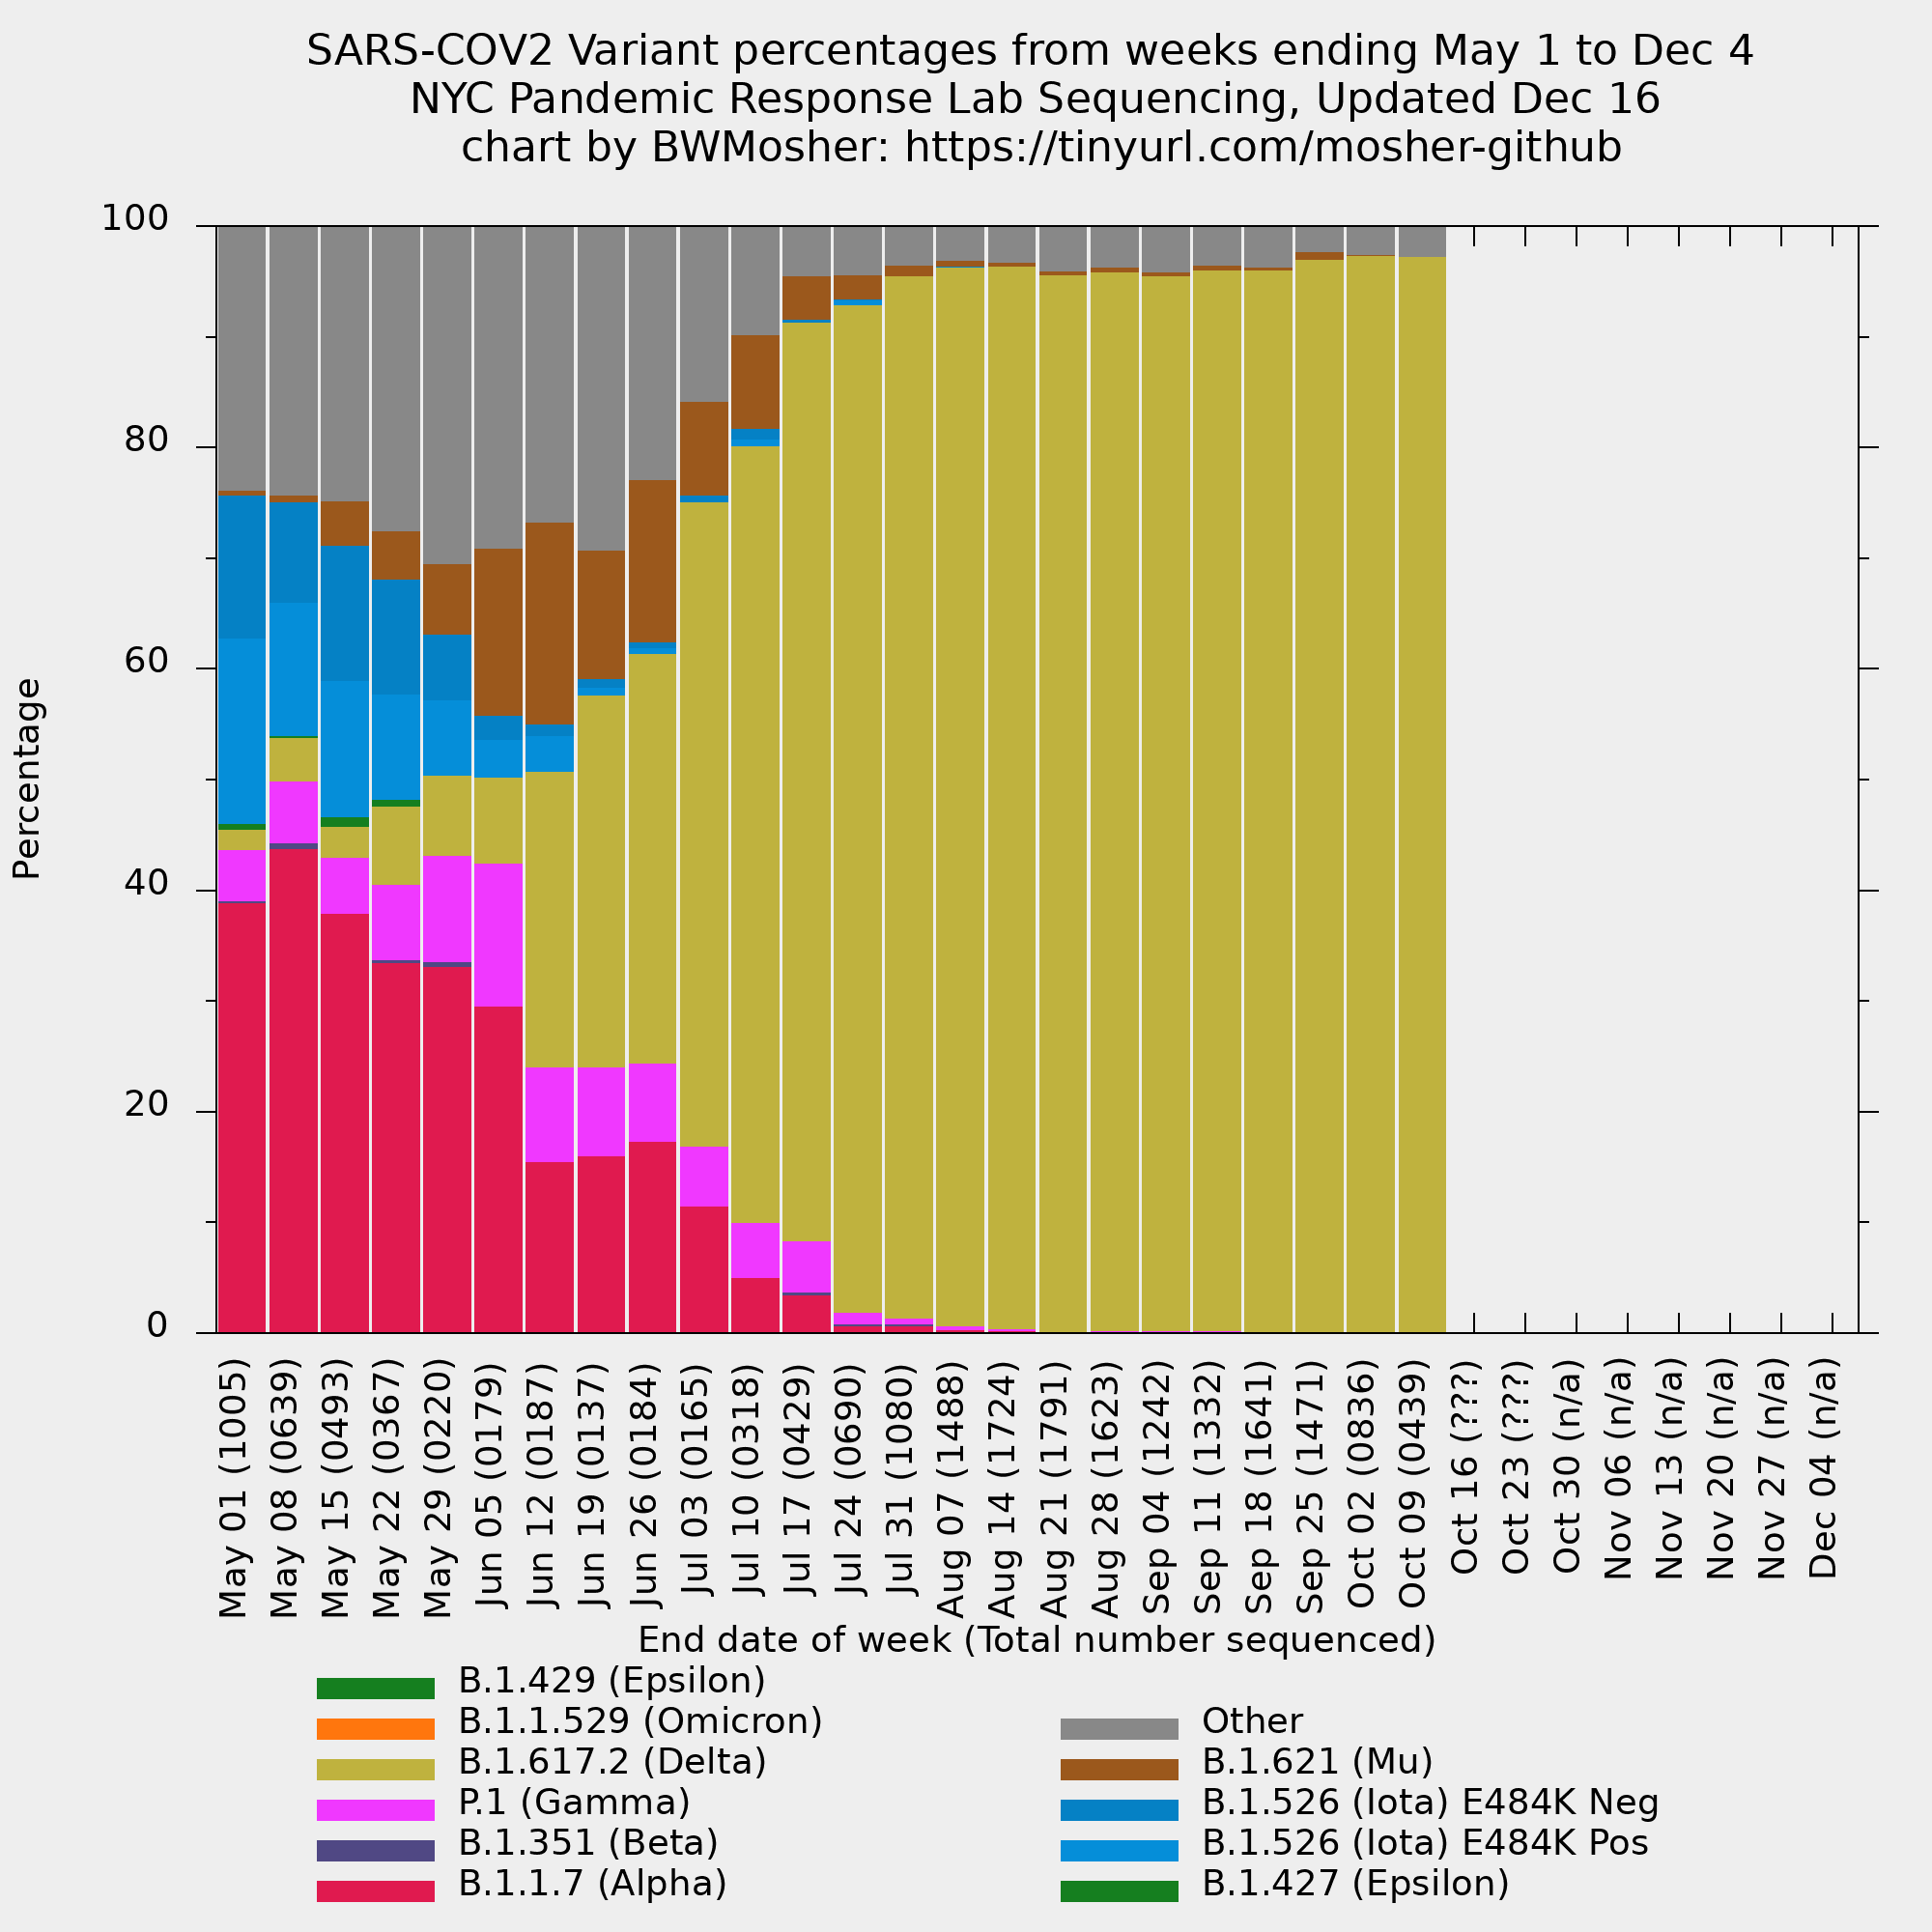 SARS-COV2 Variant percentages from weeks ending May 1 to Dec 4
NYC Pandemic Response Lab Sequencing, Updated Dec 16
chart by BWMosher: https://tinyurl.com/mosher-github
100
80
60
40
20
0
Percentage
May 01 (1005)
May 08 (0639)
May 15 (0493)
May 22 (0367)
May 29 (0220)
Jun 05 (0179)
Jun 12 (0187)
Jun 19 (0137)
Jun 26 (0184)
Jul 03 (0165)
Jul 10 (0318)
Jul 17 (0429)
Jul 24 (0690)
Jul 31 (1080)
Aug 07 (1488)
Aug 14 (1724)
Aug 21 (1791)
Aug 28 (1623)
Sep 04 (1242)
Sep 11 (1332)
Sep 18 (1641)
Sep 25 (1471)
Oct 02 (0836)
Oct 09 (0439)
Oct 16 (???)
Oct 23 (???)
Oct 30 (n/a)
Nov 06 (n/a)
Nov 13 (n/a)
Nov 20 (n/a)
Nov 27 (n/a)
Dec 04 (n/a)
End date of week (Total number sequenced)
B.1.429 (Epsilon)
B.1.1.529 (Omicron)
B.1.617.2 (Delta)
P.1 (Gamma)
B.1.351 (Beta)
B.1.1.7 (Alpha)
Other
B.1.621 (Mu)
B.1.526 (Iota) E484K Neg
B.1.526 (Iota) E484K Pos
B.1.427 (Epsilon)